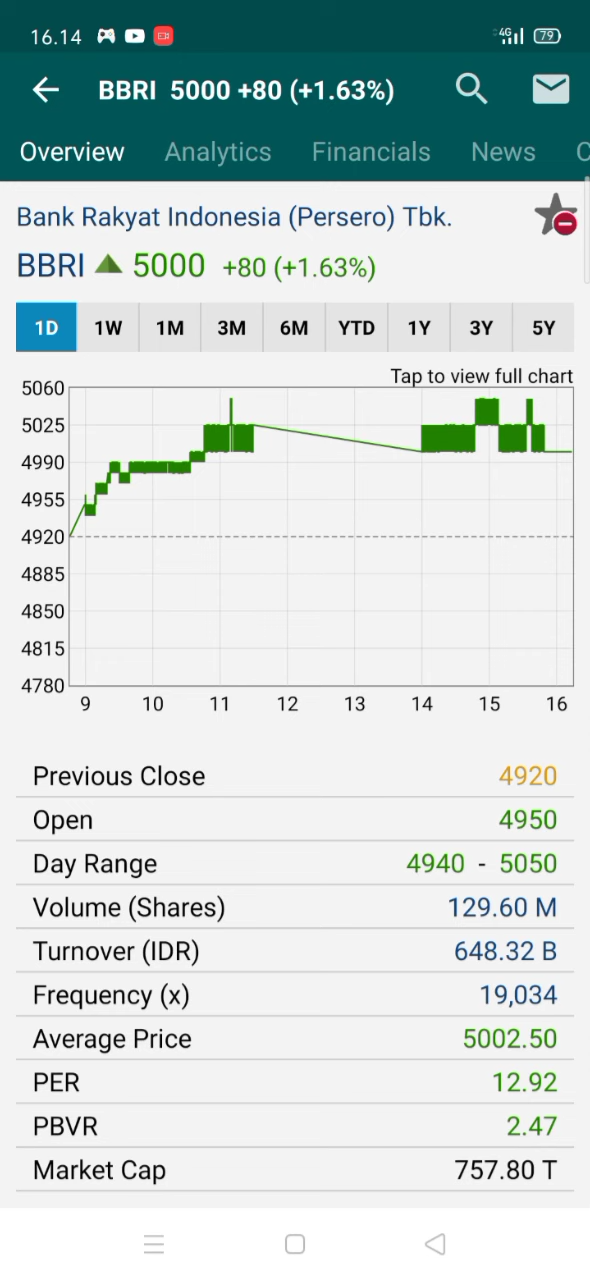 16.14
4G
79
BBRI 5000 +80 (+1.63%)
Overview Analytics Financials News C
Bank Rakyat Indonesia (Persero) Tbk.
BBRI 5000 +80 (+1.63%)
1D 1W 1M 3M 6M YTD 1Y 3Y 5Y
Tap to view full chart
5060
5025
4990
4955
4920
4885
4850
4815
4780
9 10 11 12 13 14 15 16
Previous Close 4920
Open 4950
Day Range 4940 - 5050
Volume (Shares) 129.60 M
Turnover (IDR) 648.32 B
Frequency (x) 19,034
Average Price 5002.50
PER 12.92
PBVR 2.47
Market Cap 757.80 T